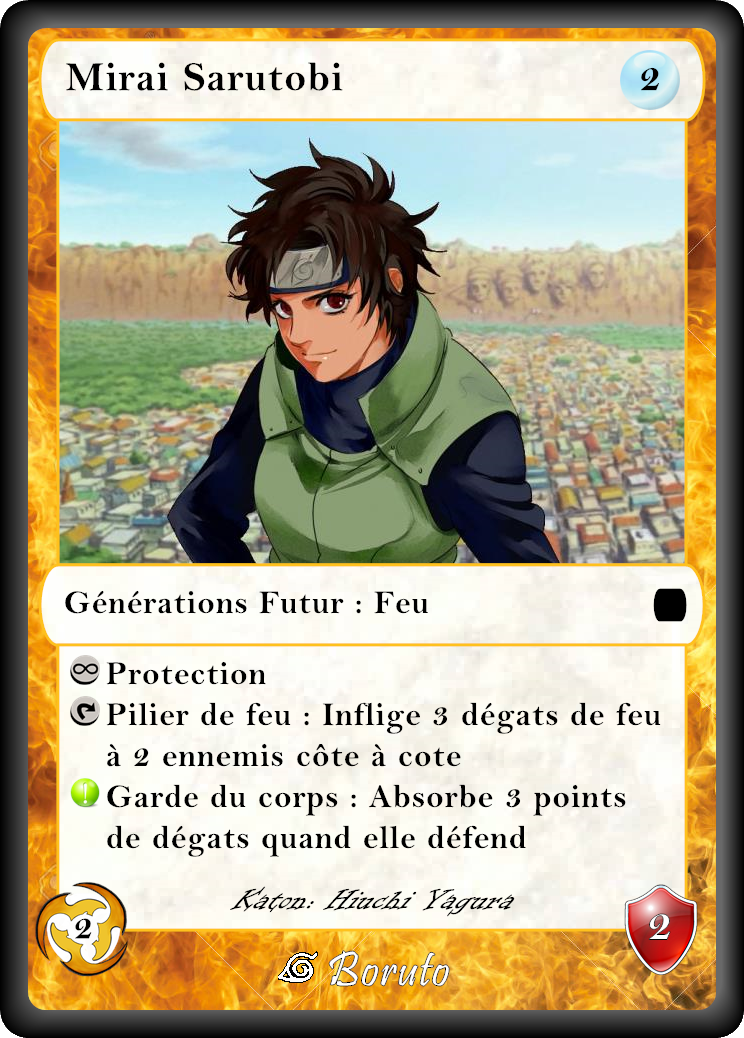 Mirai Sarutobi
2
Générations Futur : Feu
Protection
Pilier de feu : Inflige 3 dégats de feu
à 2 ennemis côte à cote
Garde du corps : Absorbe 3 points
de dégats quand elle défend
Katon: Hiuchi Yagura
2
2
Boruto